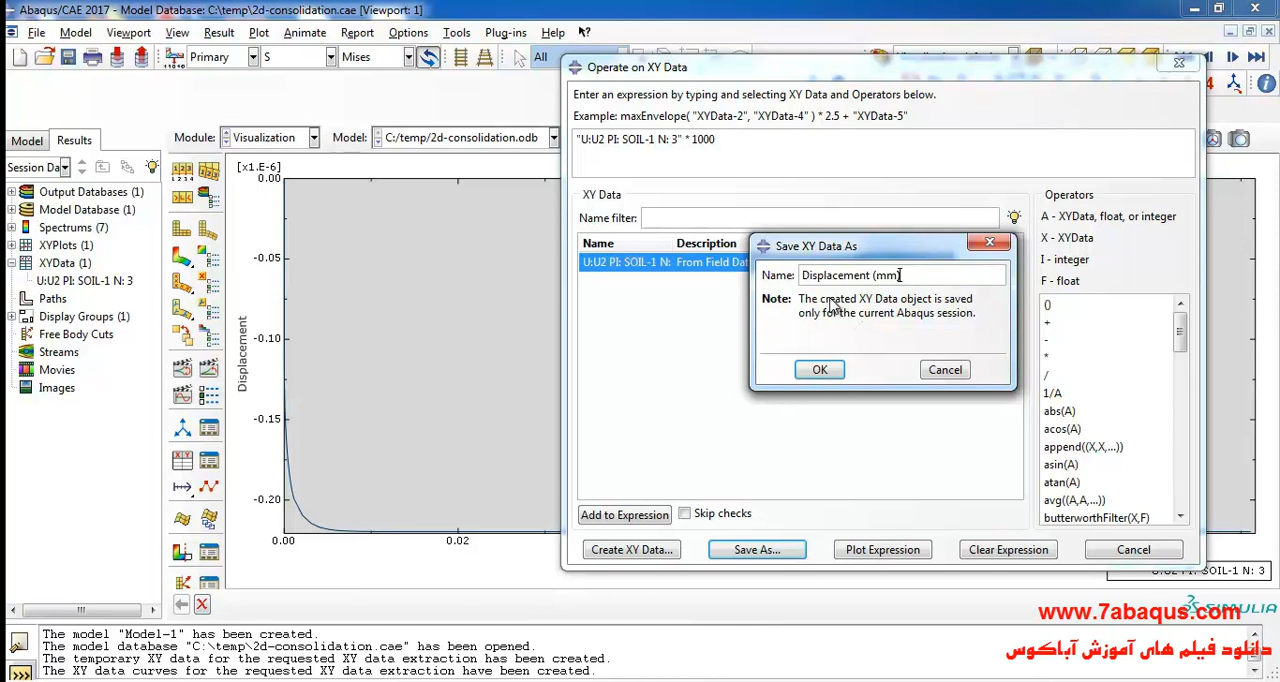 Abaqus/CAE 2017 - Model Database: C:\temp\2d-consolidation.cae [Viewport: 1]
File Model Viewport View Result Plot Animate Report Options Tools Plug-ins Help
Primary S Mises All
Operate on XY Data
Enter an expression by typing and selecting XY Data and Operators below.
Example: maxEnvelope( "XYData-2", "XYData-4" ) * 2.5 + "XYData-5"
"U:U2 PI: SOIL-1 N: 3" * 1000
Model Results
Module: Visualization Model: C:/temp/2d-consolidation.odb
Session Da
Output Databases (1)
Model Database (1)
Spectrums (7)
XYPlots (1)
XYData (1)
U:U2 PI: SOIL-1 N: 3
Paths
Display Groups (1)
Free Body Cuts
Streams
Movies
Images
[x1.E-6]
0.00
-0.05
-0.10
-0.15
-0.20
Displacement
0.00 0.02
XY Data
Name filter:
Name Description
U:U2 PI: SOIL-1 N: From Field Dat
Save XY Data As
Name: Displacement (mm)
Note: The created XY Data object is saved
only for the current Abaqus session.
OK Cancel
Operators
A - XYData, float, or integer
X - XYData
I - integer
F - float
()
+
-
*
/
1/A
abs(A)
acos(A)
append((X,X,...))
asin(A)
atan(A)
avg((A,A,...))
butterworthFilter(X,F)
Add to Expression Skip checks
Create XY Data... Save As... Plot Expression Clear Expression Cancel
U:U2 PI: SOIL-1 N: 3
SIMULIA
www.7abaqus.com
دانلود فیلم های آموزش آباکوس
The model "Model-1" has been created.
The model database "C:\temp\2d-consolidation.cae" has been opened.
The temporary XY data for the requested XY data extraction has been created.
The XY data curves for the requested XY data extraction have been created.